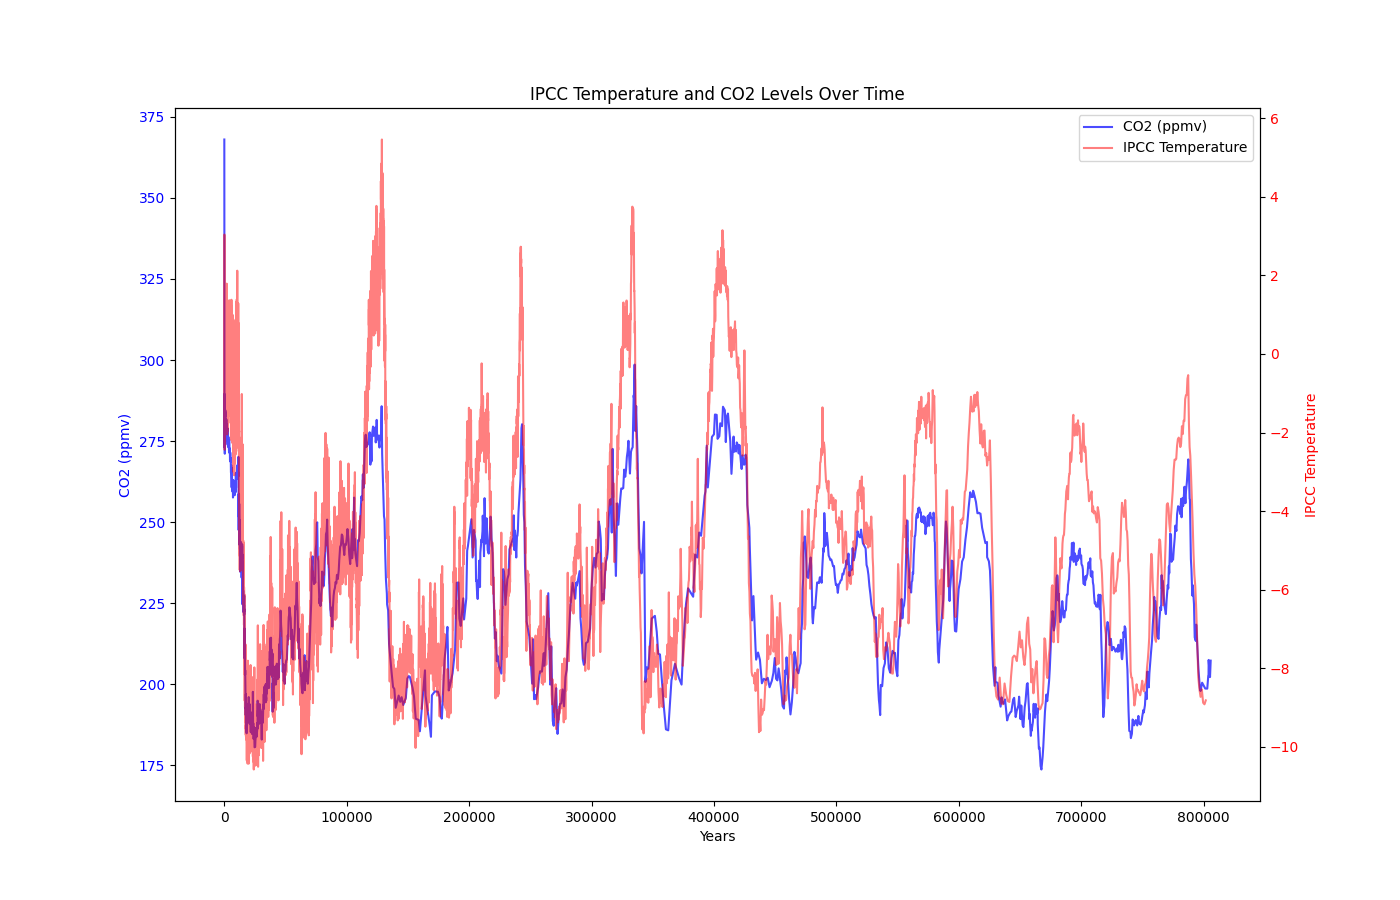 IPCC Temperature and CO2 Levels Over Time
CO2 (ppmv)
IPCC Temperature
375
350
325
300
275
250
225
200
175
CO2 (ppmv)
6
4
2
0
−2
−4
−6
−8
−10
IPCC Temperature
0 100000 200000 300000 400000 500000 600000 700000 800000
Years